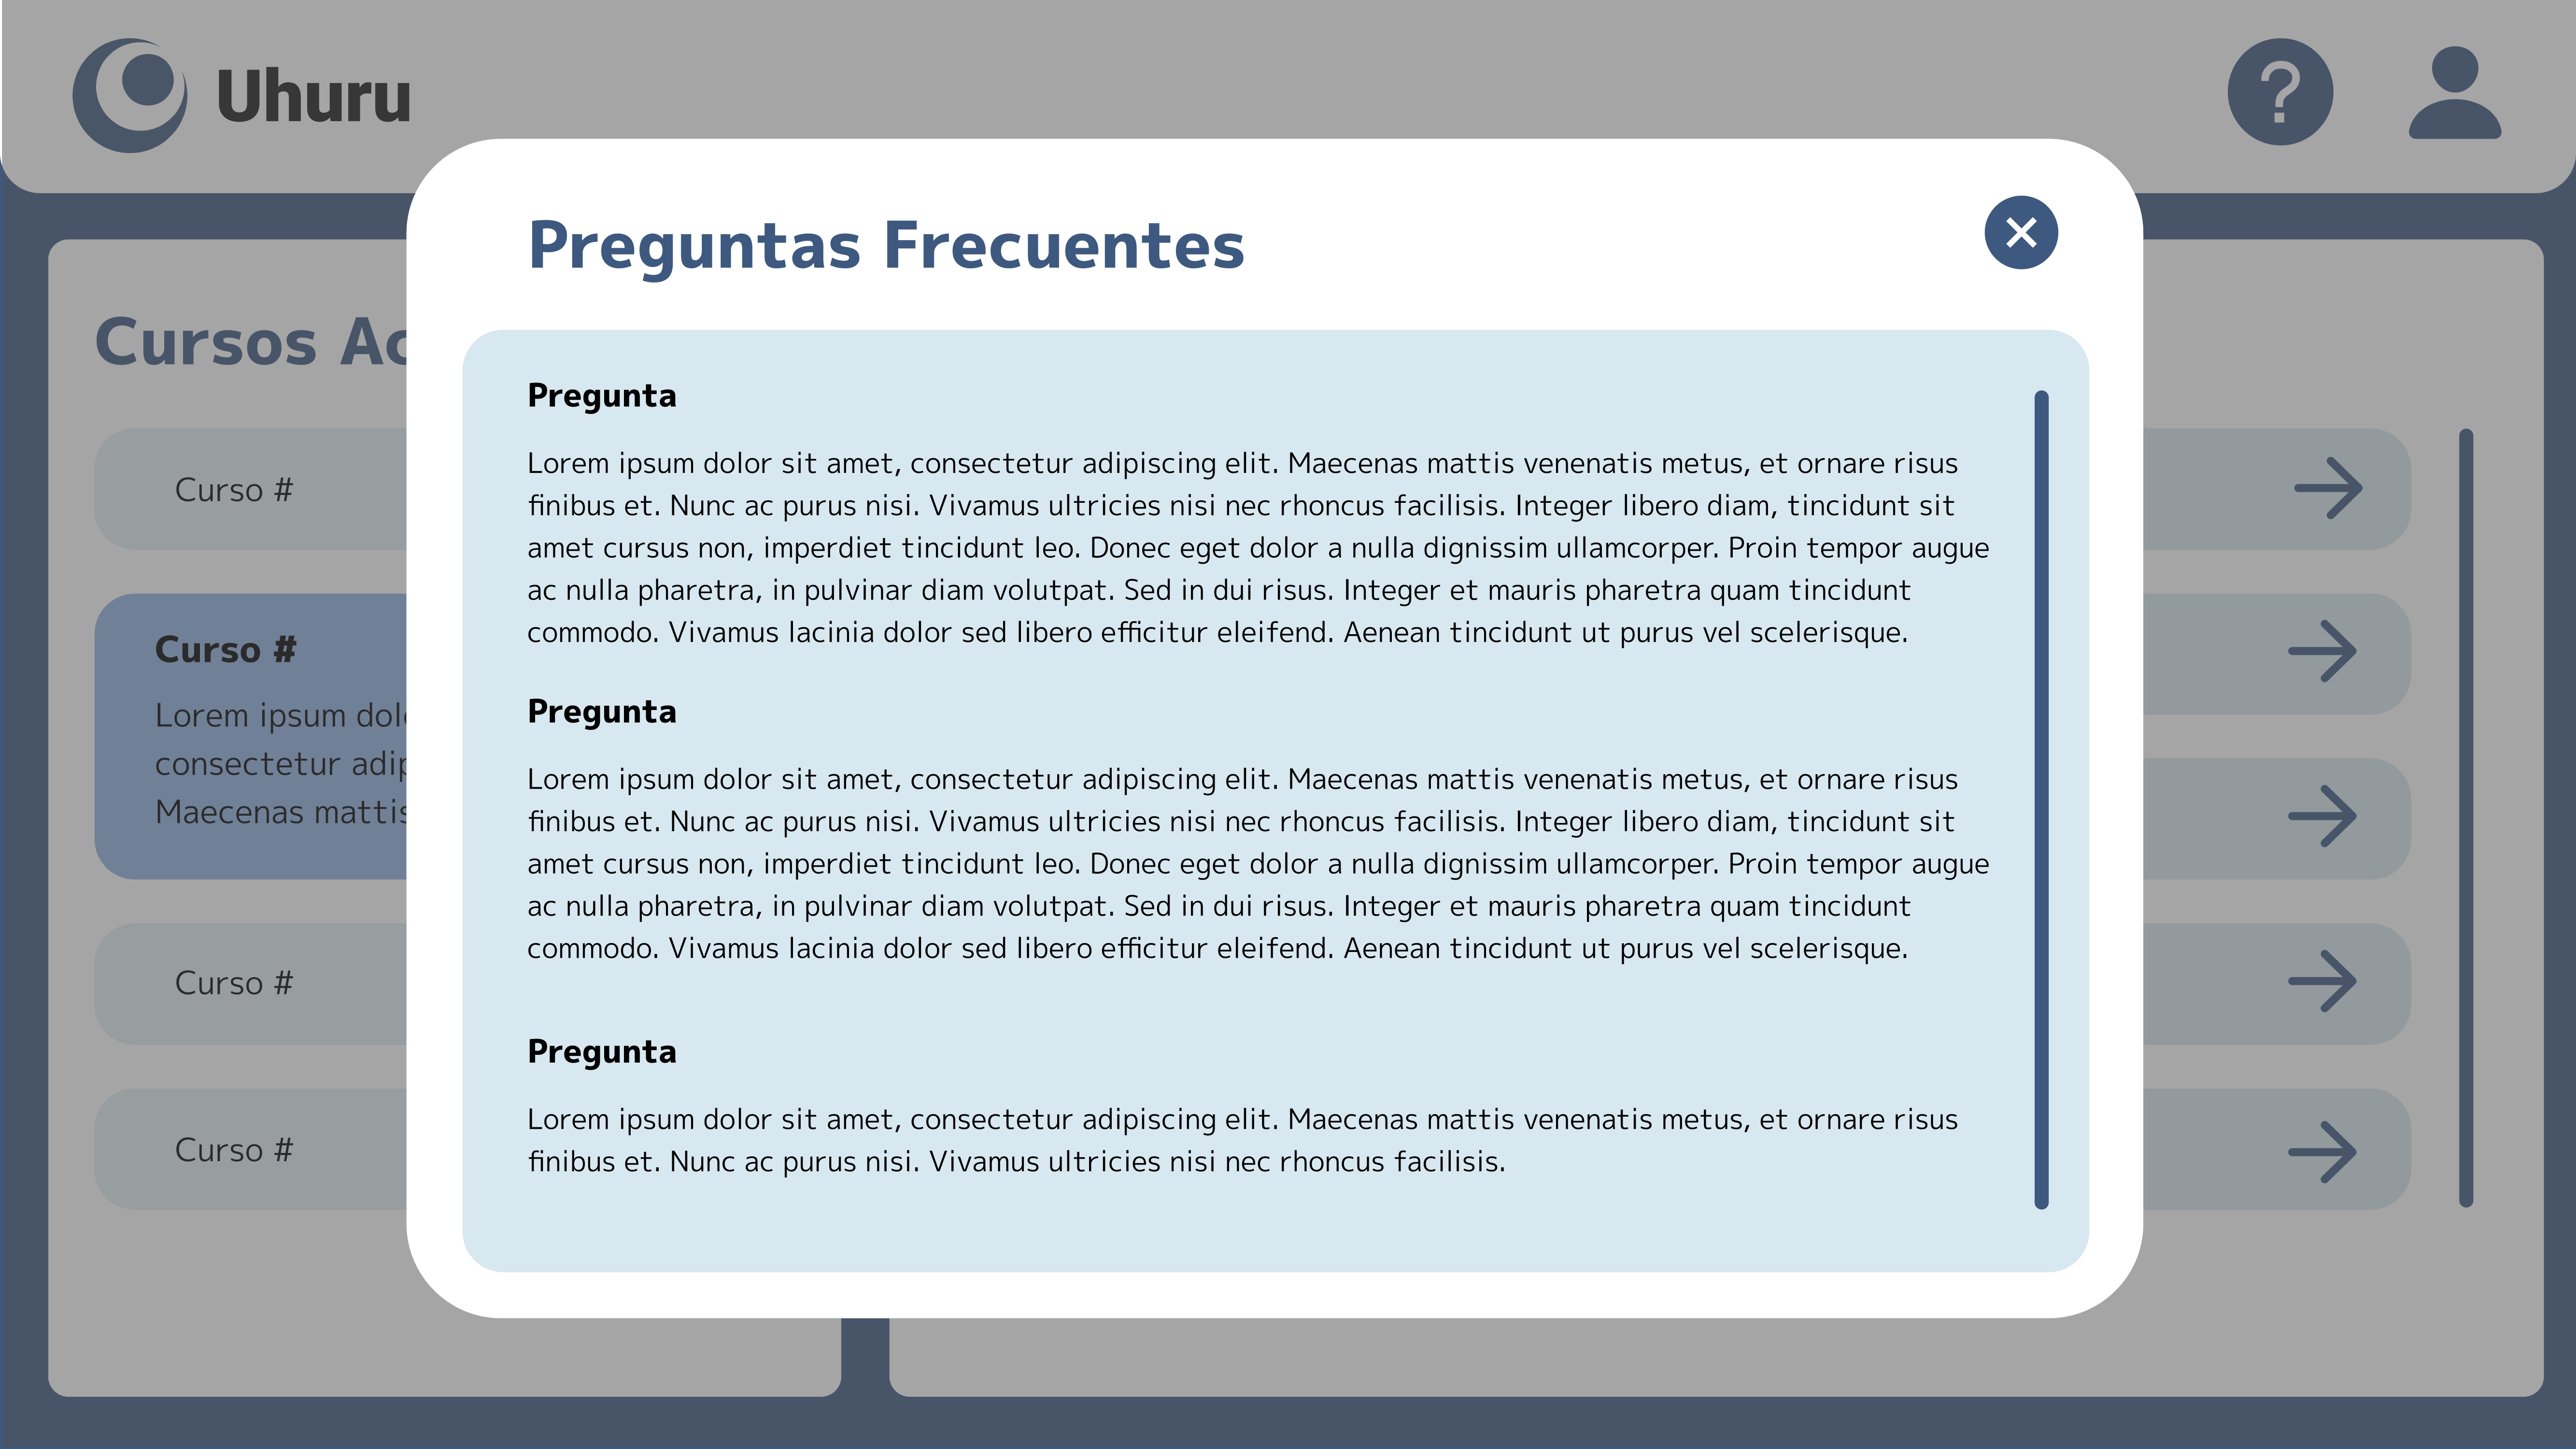 Uhuru
?
Preguntas Frecuentes
Cursos
Curso #
Curso #
Lorem ipsum
consectetur
Maecenas mattis
Curso #
Curso #
Pregunta
Lorem ipsum dolor sit amet, consectetur adipiscing elit. Maecenas mattis venenatis metus, et ornare risus
finibus et. Nunc ac purus nisi. Vivamus ultricies nisi nec rhoncus facilisis. Integer libero diam, tincidunt sit
amet cursus non, imperdiet tincidunt leo. Donec eget dolor a nulla dignissim ullamcorper. Proin tempor augue
ac nulla pharetra, in pulvinar diam volutpat. Sed in dui risus. Integer et mauris pharetra quam tincidunt
commodo. Vivamus lacinia dolor sed libero efficitur eleifend. Aenean tincidunt ut purus vel scelerisque.
Pregunta
Lorem ipsum dolor sit amet, consectetur adipiscing elit. Maecenas mattis venenatis metus, et ornare risus
finibus et. Nunc ac purus nisi. Vivamus ultricies nisi nec rhoncus facilisis. Integer libero diam, tincidunt sit
amet cursus non, imperdiet tincidunt leo. Donec eget dolor a nulla dignissim ullamcorper. Proin tempor augue
ac nulla pharetra, in pulvinar diam volutpat. Sed in dui risus. Integer et mauris pharetra quam tincidunt
commodo. Vivamus lacinia dolor sed libero efficitur eleifend. Aenean tincidunt ut purus vel scelerisque.
Pregunta
Lorem ipsum dolor sit amet, consectetur adipiscing elit. Maecenas mattis venenatis metus, et ornare risus
finibus et. Nunc ac purus nisi. Vivamus ultricies nisi nec rhoncus facilisis.